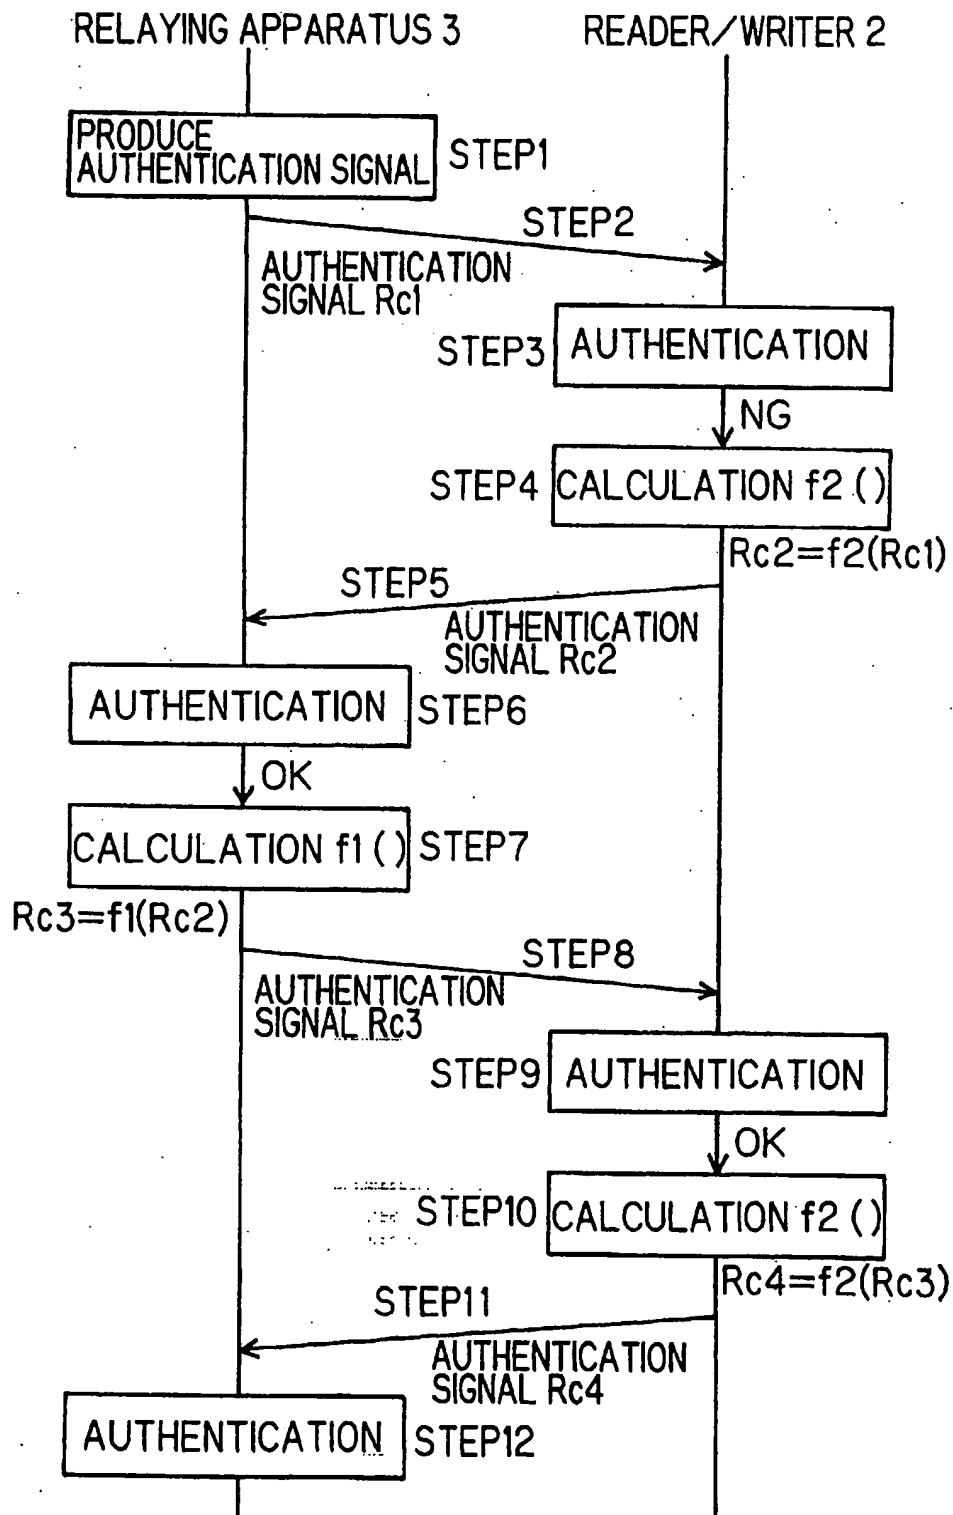 RELAYING APPARATUS 3
READER/WRITER 2
PRODUCE
AUTHENTICATION SIGNAL
STEP1
STEP2
AUTHENTICATION
SIGNAL Rc1
STEP3
AUTHENTICATION
NG
STEP4
CALCULATION f2 ()
Rc2=f2(Rc1)
STEP5
AUTHENTICATION
SIGNAL Rc2
AUTHENTICATION
STEP6
OK
CALCULATION f1 ()
STEP7
Rc3=f1(Rc2)
STEP8
AUTHENTICATION
SIGNAL Rc3
STEP9
AUTHENTICATION
OK
STEP10
CALCULATION f2 ()
Rc4=f2(Rc3)
STEP11
AUTHENTICATION
SIGNAL Rc4
AUTHENTICATION
STEP12